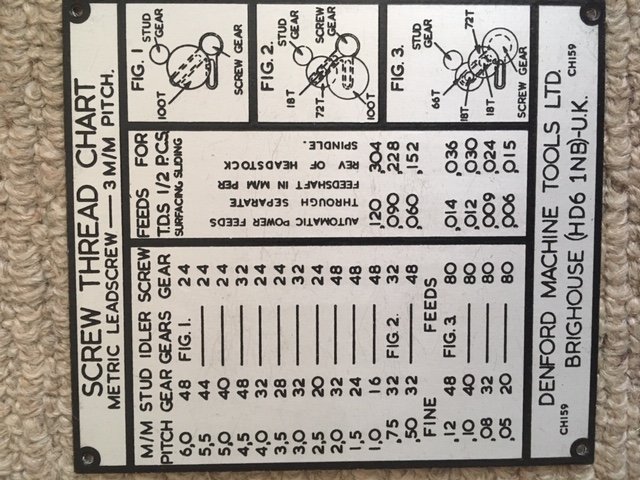 SCREW THREAD CHART
METRIC LEADSCREW — 3 M/M PITCH.
M/M STUD IDLER SCREW
PITCH GEAR GEARS GEAR
6,0 48 FIG. 1. 24
5,5 44 — 24
5,0 40 — 24
4,5 48 — 32
4,0 32 — 24
3,5 28 — 24
3,0 32 — 32
2,5 20 — 24
2,0 32 — 48
1,5 24 — 48
1,0 16 — 48
,75 32 FIG. 2. 32
,50 32 — 48
FINE FEEDS
,12 48 FIG. 3. 80
,10 40 — 80
,08 32 — 80
,05 20 — 80
FEEDS FOR
T.D.S 1/2 P.C.S.
SURFACING SLIDING
AUTOMATIC POWER FEEDS
THROUGH SEPARATE
FEEDSHAFT IN MM PER
REV OF HEADSTOCK
SPINDLE.
,120 ,304
,090 ,228
,060 ,152
,014 ,036
,012 ,030
,009 ,024
,006 ,015
FIG. 1
STUD
GEAR
100T
SCREW GEAR
FIG. 2.
STUD
GEAR
SCREW
GEAR
18T
72T
100T
FIG. 3.
STUD
GEAR
72T
66T
18T
18T
SCREW GEAR
DENFORD MACHINE TOOLS LTD.
BRIGHOUSE (HD6 1NB)-U.K.
CH159
CH159